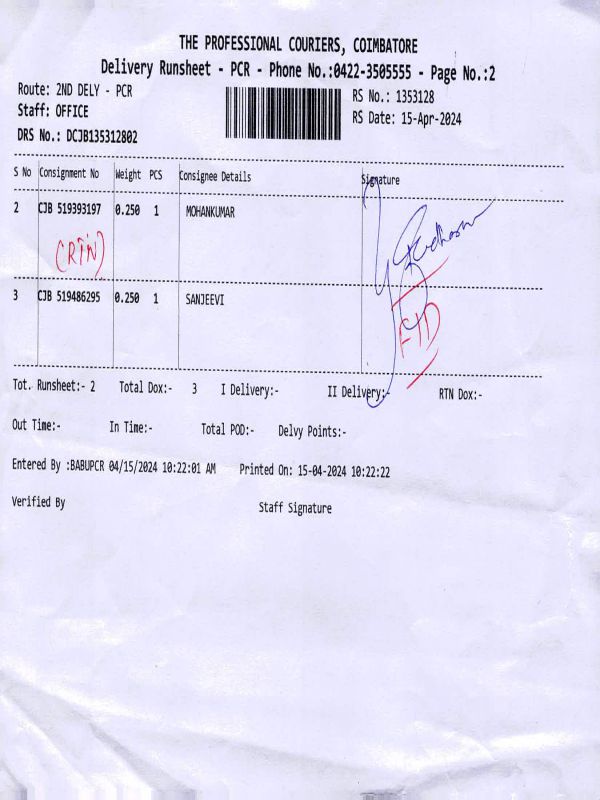 THE PROFESSIONAL COURIERS, COIMBATORE
Delivery Runsheet - PCR - Phone No.:0422-3505555 - Page No.:2
Route: 2ND DELY - PCR
RS No.: 1353128
Staff: OFFICE
RS Date: 15-Apr-2024
DRS No.: DCJB135312802
S No Consignment No Weight PCS Consignee Details Signature
2 CJB 519393197 0.250 1 MOHANKUMAR
(RTN)
3 CJB 519486295 0.250 1 SANJEEVI
Tot. Runsheet:- 2 Total Dox:- 3 I Delivery:- II Delivery:- RTN Dox:-
Out Time:- In Time:- Total POD:- Delvy Points:-
Entered By :BABUPCR 04/15/2024 10:22:01 AM Printed On: 15-04-2024 10:22:22
Verified By Staff Signature